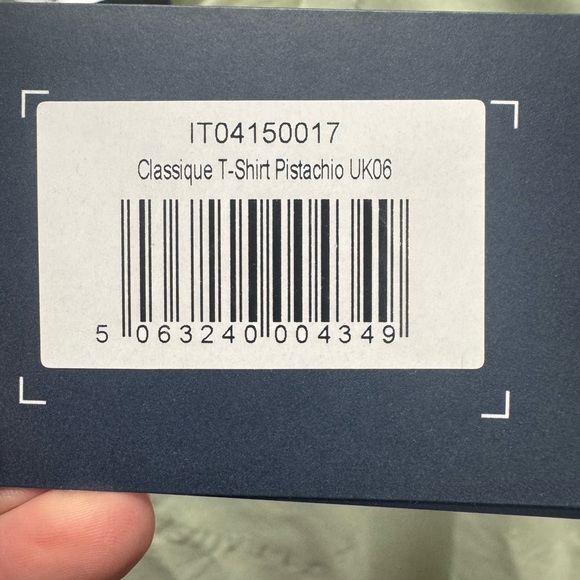 IT04150017
Classique T-Shirt Pistachio UK06
5 063240 004349